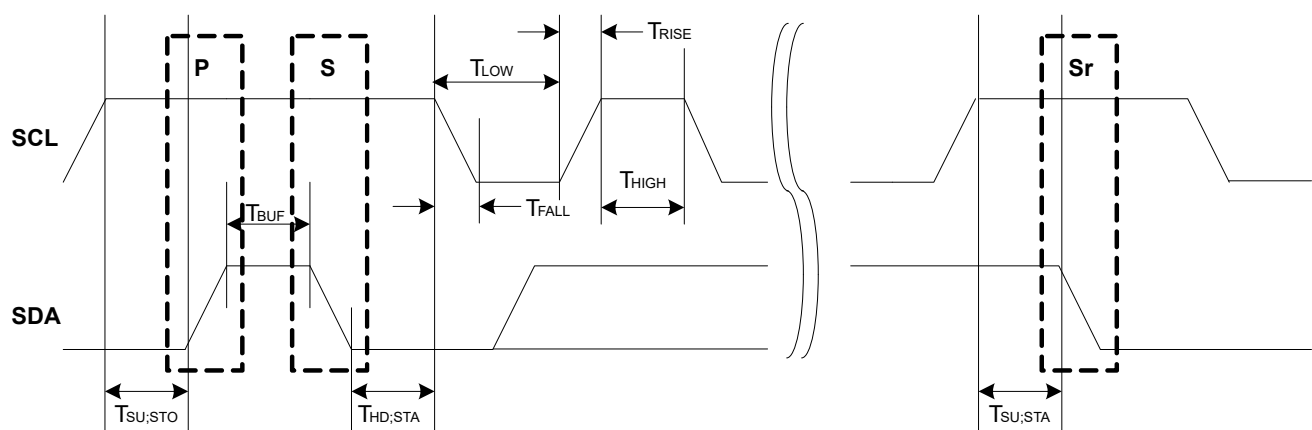 TRISE
P
S
TLOW
Sr
SCL
THIGH
TFALL
TBUF
SDA
TSU;STO
THD;STA
TSU;STA